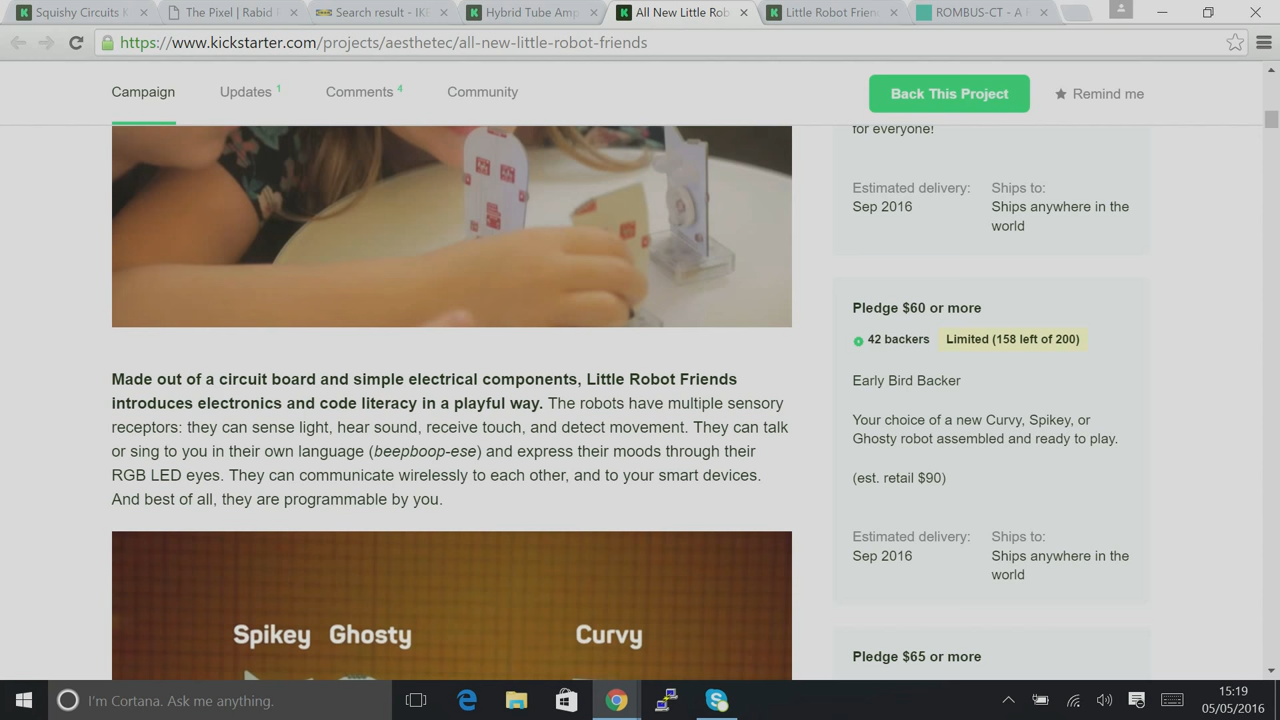 Squishy Circuits K
The Pixel | Rabid P
Search result - IKi
Hybrid Tube Amp
All New Little Rob
Little Robot Frien
ROMBUS-CT - A P
https://www.kickstarter.com/projects/aesthetec/all-new-little-robot-friends
Campaign
Updates 1
Comments 4
Community
Back This Project
Remind me
for everyone!
Estimated delivery: Ships to:
Sep 2016 Ships anywhere in the
world
Pledge $60 or more
42 backers Limited (158 left of 200)
Early Bird Backer
Your choice of a new Curvy, Spikey, or
Ghosty robot assembled and ready to play.
(est. retail $90)
Estimated delivery: Ships to:
Sep 2016 Ships anywhere in the
world
Pledge $65 or more
Made out of a circuit board and simple electrical components, Little Robot Friends
introduces electronics and code literacy in a playful way. The robots have multiple sensory
receptors: they can sense light, hear sound, receive touch, and detect movement. They can talk
or sing to you in their own language (beepboop-ese) and express their moods through their
RGB LED eyes. They can communicate wirelessly to each other, and to your smart devices.
And best of all, they are programmable by you.
Spikey Ghosty Curvy
I'm Cortana. Ask me anything.
15:19
05/05/2016